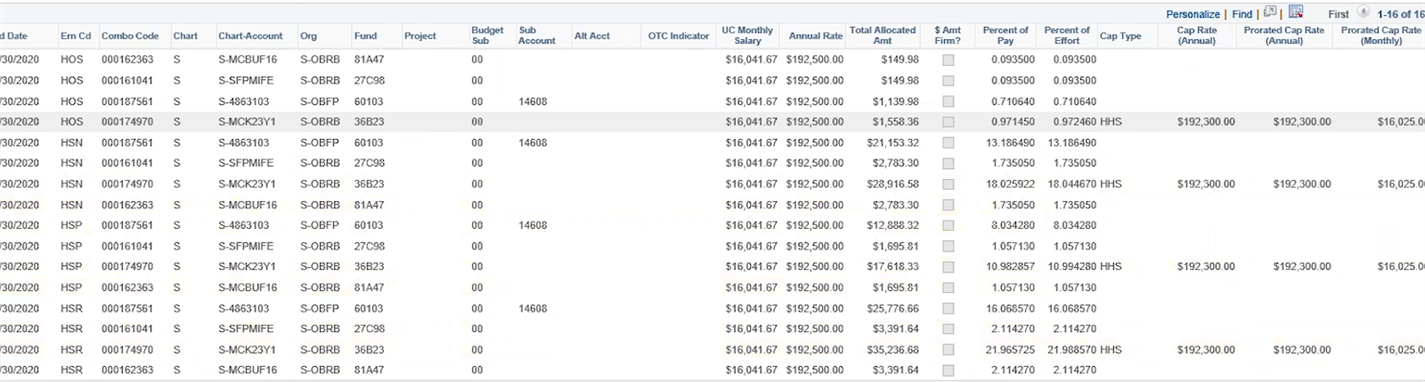 Personalize | Find | First 1-16 of 16
d Date Ern Cd Combo Code Chart Chart-Account Org Fund Project Budget Sub Sub Account Alt Acct OTC Indicator UC Monthly Salary Annual Rate Total Allocated Amt $ Amt Firm? Percent of Pay Percent of Effort Cap Type Cap Rate (Annual) Prorated Cap Rate (Annual) Prorated Cap Rate (Monthly)
/30/2020 HOS 000162363 S S-MCBUF16 S-OBRB 81A47 00 $16,041.67 $192,500.00 $149.98 0.093500 0.093500
/30/2020 HOS 000161041 S S-SFPMIFE S-OBRB 27C98 00 $16,041.67 $192,500.00 $149.98 0.093500 0.093500
/30/2020 HOS 000187561 S S-4863103 S-OBFP 60103 00 14608 $16,041.67 $192,500.00 $1,139.98 0.710640 0.710640
/30/2020 HOS 000174970 S S-MCK23Y1 S-OBRB 36B23 00 $16,041.67 $192,500.00 $1,558.36 0.971450 0.972460 HHS $192,300.00 $192,300.00 $16,025.0
/30/2020 HSN 000187561 S S-4863103 S-OBFP 60103 00 14608 $16,041.67 $192,500.00 $21,153.32 13.186490 13.186490
/30/2020 HSN 000161041 S S-SFPMIFE S-OBRB 27C98 00 $16,041.67 $192,500.00 $2,783.30 1.735050 1.735050
/30/2020 HSN 000174970 S S-MCK23Y1 S-OBRB 36B23 00 $16,041.67 $192,500.00 $28,916.58 18.025922 18.044670 HHS $192,300.00 $192,300.00 $16,025.0
/30/2020 HSN 000162363 S S-MCBUF16 S-OBRB 81A47 00 $16,041.67 $192,500.00 $2,783.30 1.735050 1.735050
/30/2020 HSP 000187561 S S-4863103 S-OBFP 60103 00 14608 $16,041.67 $192,500.00 $12,888.32 8.034280 8.034280
/30/2020 HSP 000161041 S S-SFPMIFE S-OBRB 27C98 00 $16,041.67 $192,500.00 $1,695.81 1.057130 1.057130
/30/2020 HSP 000174970 S S-MCK23Y1 S-OBRB 36B23 00 $16,041.67 $192,500.00 $17,618.33 10.982857 10.994280 HHS $192,300.00 $192,300.00 $16,025.0
/30/2020 HSP 000162363 S S-MCBUF16 S-OBRB 81A47 00 $16,041.67 $192,500.00 $1,695.81 1.057130 1.057130
/30/2020 HSR 000187561 S S-4863103 S-OBFP 60103 00 14608 $16,041.67 $192,500.00 $25,776.66 16.068570 16.068570
/30/2020 HSR 000161041 S S-SFPMIFE S-OBRB 27C98 00 $16,041.67 $192,500.00 $3,391.64 2.114270 2.114270
/30/2020 HSR 000174970 S S-MCK23Y1 S-OBRB 36B23 00 $16,041.67 $192,500.00 $35,236.68 21.965725 21.988570 HHS $192,300.00 $192,300.00 $16,025.0
/30/2020 HSR 000162363 S S-MCBUF16 S-OBRB 81A47 00 $16,041.67 $192,500.00 $3,391.64 2.114270 2.114270